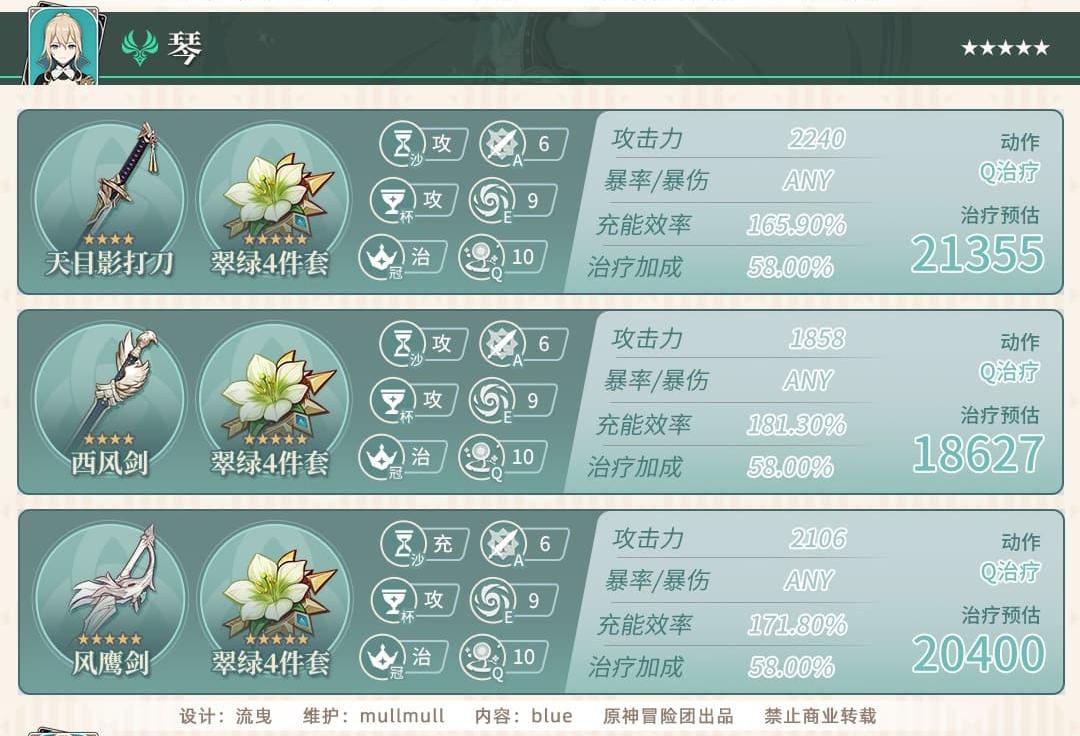 琴 ★★★★★
天目影打刀
翠绿4件套
沙 攻 A 6
杯 攻 E 9
冠 治 Q 10
攻击力 2240
暴率/暴伤 ANY
充能效率 165.90%
治疗加成 58.00%
动作
Q治疗
治疗预估
21355
西风剑
翠绿4件套
沙 攻 A 6
杯 攻 E 9
冠 治 Q 10
攻击力 1858
暴率/暴伤 ANY
充能效率 181.30%
治疗加成 58.00%
动作
Q治疗
治疗预估
18627
风鹰剑
翠绿4件套
沙 充 A 6
杯 攻 E 9
冠 治 Q 10
攻击力 2106
暴率/暴伤 ANY
充能效率 171.80%
治疗加成 58.00%
动作
Q治疗
治疗预估
20400
设计：流曳 维护：mullmull 内容：blue 原神冒险团出品 禁止商业转载